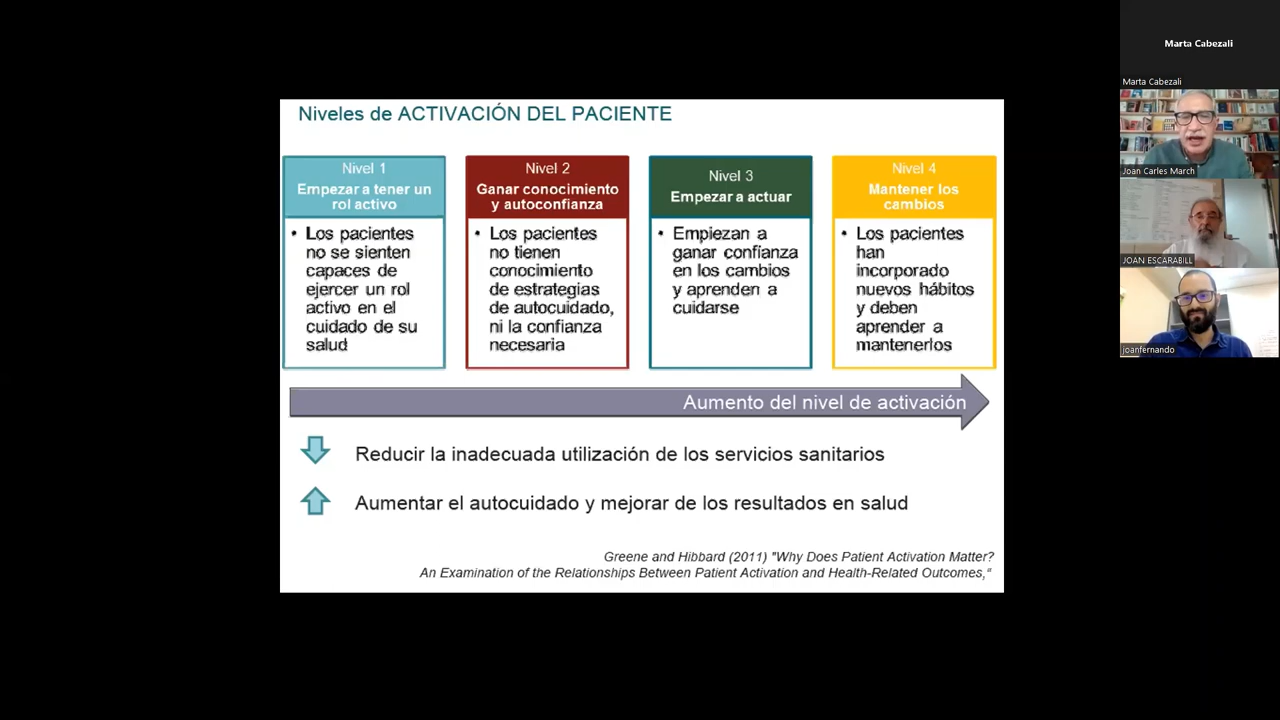 Niveles de ACTIVACIÓN DEL PACIENTE
Nivel 1
Empezar a tener un
rol activo
• Los pacientes
no se sienten
capaces de
ejercer un rol
activo en el
cuidado de su
salud
Nivel 2
Ganar conocimiento
y autoconfianza
• Los pacientes
no tienen
conocimiento
de estrategias
de autocuidado,
ni la confianza
necesaria
Nivel 3
Empezar a actuar
• Empiezan a
ganar confianza
en los cambios
y aprenden a
cuidarse
Nivel 4
Mantener los
cambios
• Los pacientes
han
incorporado
nuevos hábitos
y deben
aprender a
mantenerlos
Aumento del nivel de activación
Reducir la inadecuada utilización de los servicios sanitarios
Aumentar el autocuidado y mejorar de los resultados en salud
Greene and Hibbard (2011) "Why Does Patient Activation Matter?
An Examination of the Relationships Between Patient Activation and Health-Related Outcomes,“
Marta Cabezali
Marta Cabezali
Joan Carles March
JOAN ESCARABILL
joanfernando